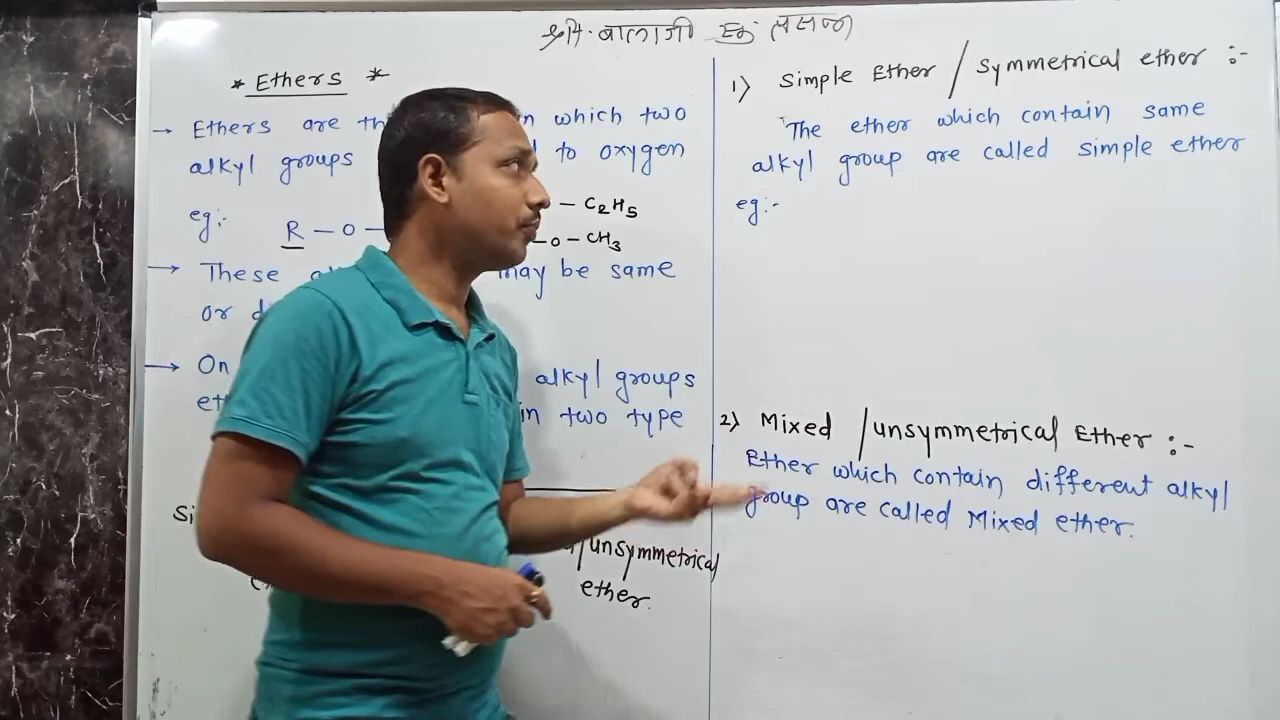 श्री. बालाजी
* Ethers *
→ Ethers are th n which two
alkyl groups to oxygen
eg:- R – O – – C2H5
– O – CH3
→ These may be same
or d
→ On alkyl groups
et in two type
Si /unsymmetrical
ether.
1) Simple Ether / Symmetrical ether :-
The ether which contain same
alkyl group are called simple ether
eg:-
2) Mixed /unsymmetrical Ether :-
Ether which contain different alkyl
group are called Mixed ether.